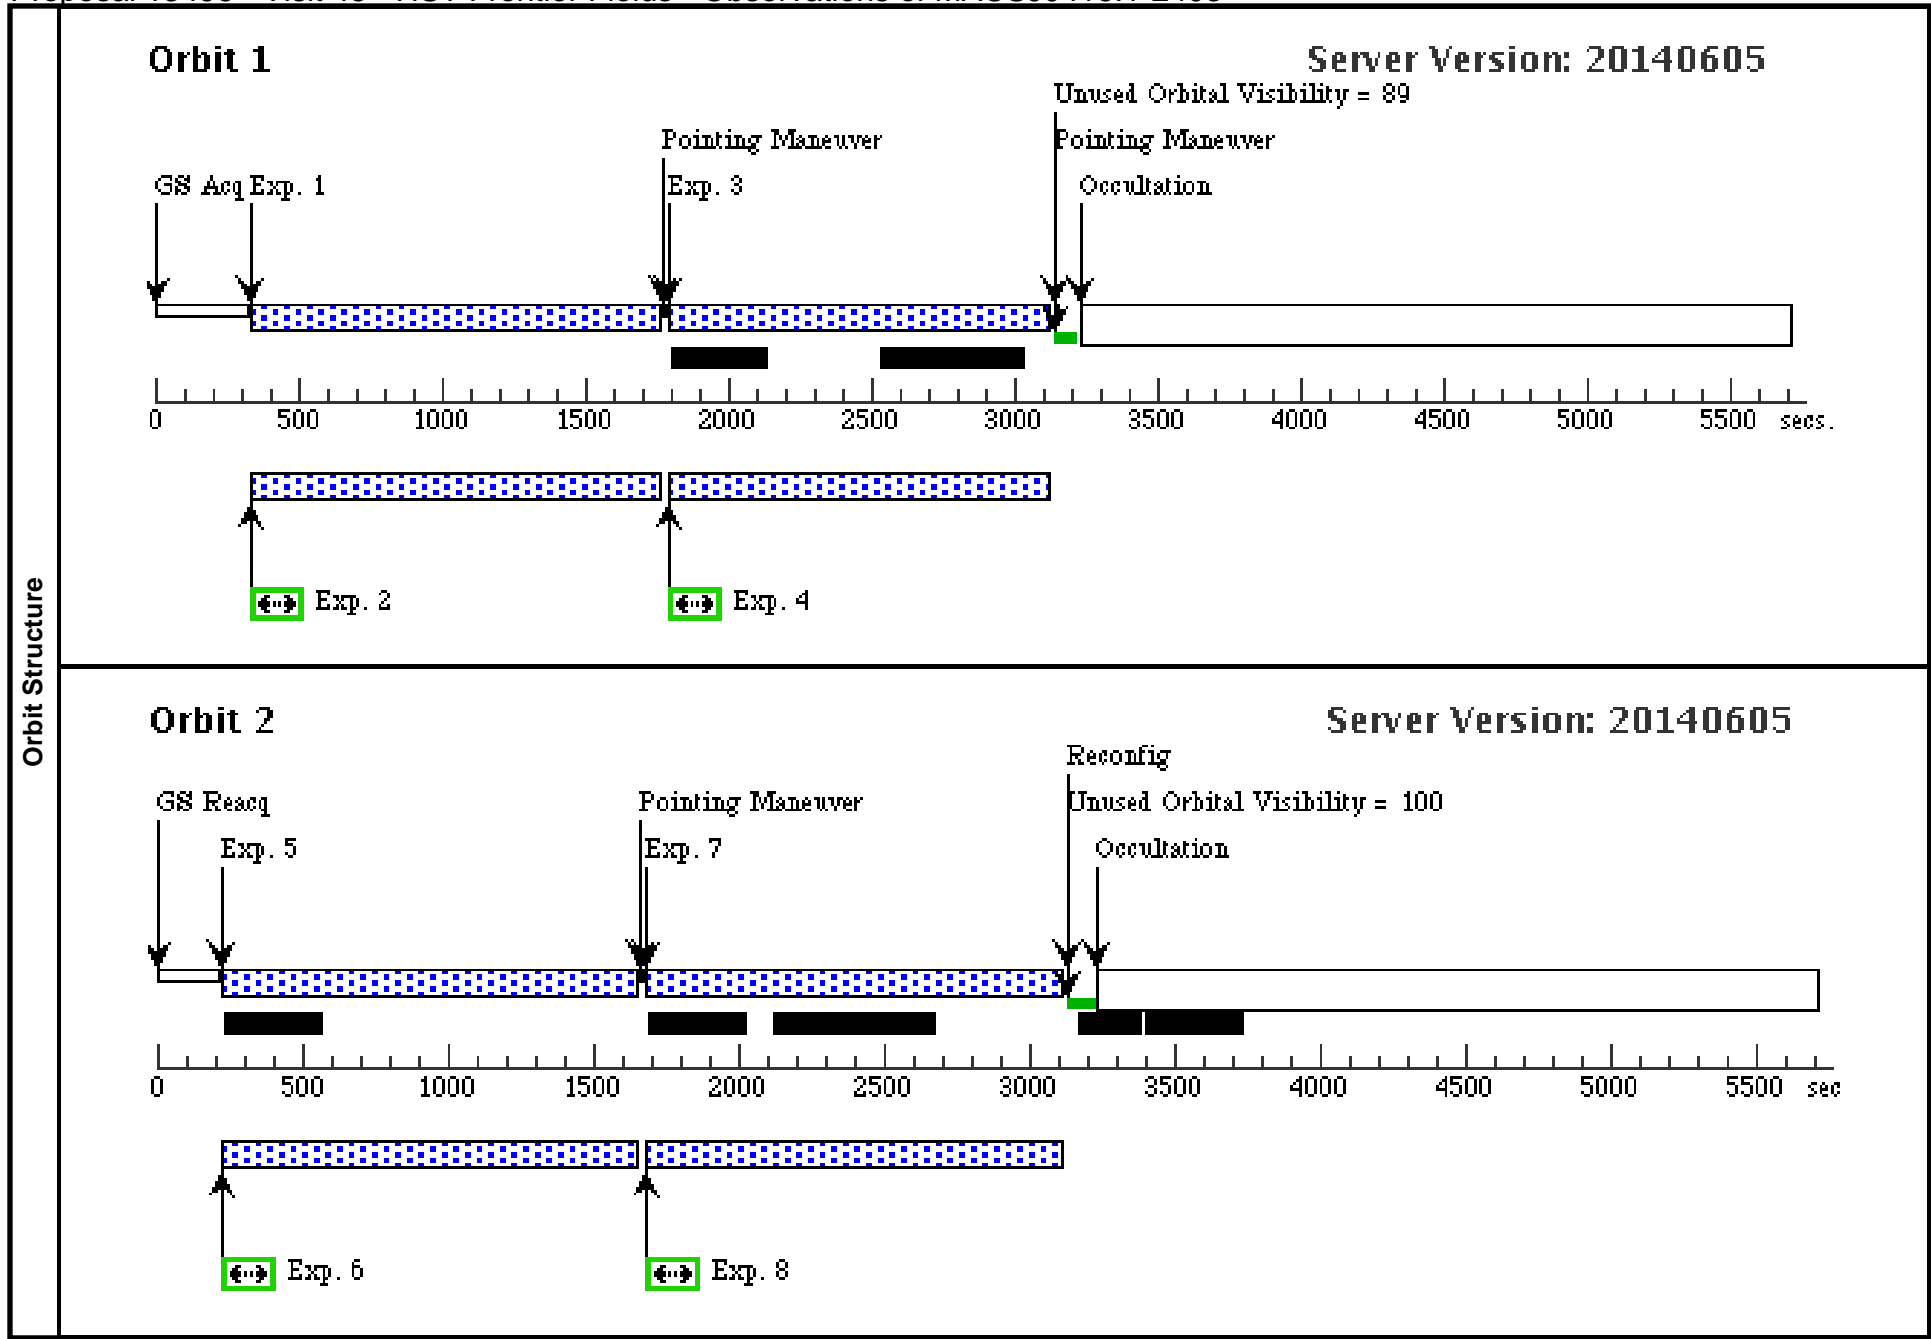 Orbit Structure
Orbit 1
Server Version: 20140605
Unused Orbital Visibility = 89
Pointing Maneuver
Pointing Maneuver
GS Acq
Exp. 1
Exp. 3
Occultation
0 500 1000 1500 2000 2500 3000 3500 4000 4500 5000 5500 secs.
Exp. 2
Exp. 4
Orbit 2
Server Version: 20140605
Reconfig
GS Reacq
Pointing Maneuver
Unused Orbital Visibility = 100
Exp. 5
Exp. 7
Occultation
0 500 1000 1500 2000 2500 3000 3500 4000 4500 5000 5500 sec
Exp. 6
Exp. 8